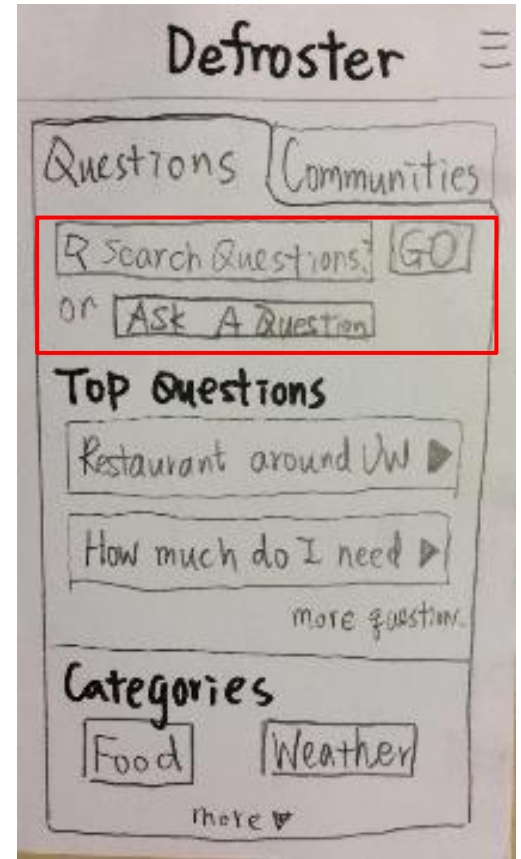 Defroster
Questions Communities
Search Questions? GO
or Ask A Question
Top Questions
Restaurant around UW
How much do I need
more question.
Categories
Food Weather
more